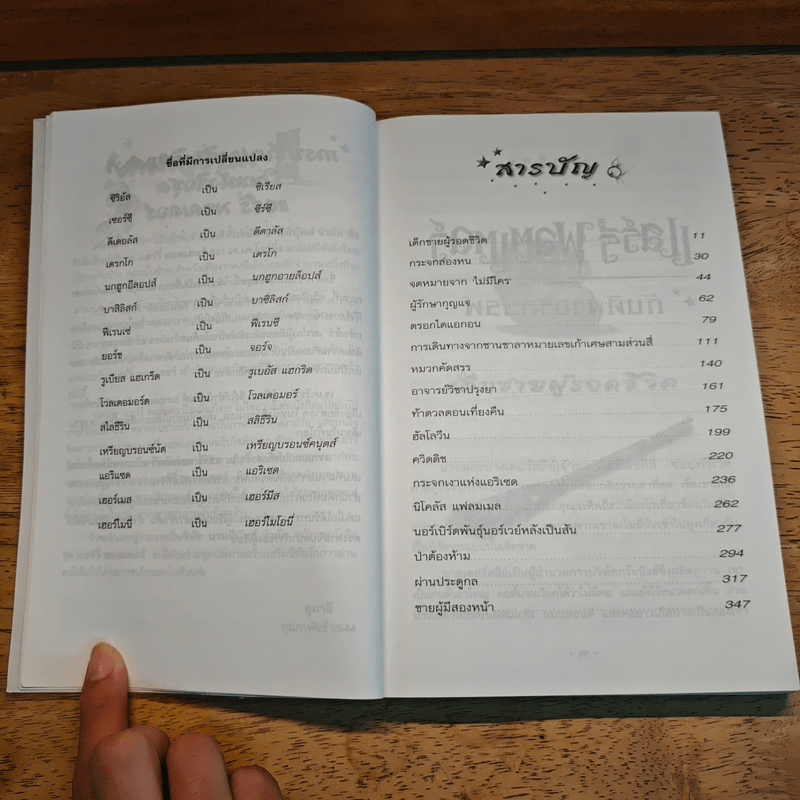 ชื่อที่มีการเปลี่ยนแปลง
ซิริอัส เป็น ซิเรียส
เซอร์ซี เป็น ซีร์ซี
ดีเดอลัส เป็น ดีดาลัส
เดรกโก เป็น เดรโก
นกฮูกอีลอปส์ เป็น นกฮูกอายล็อปส์
บาสิลิสก์ เป็น บาซิลิสก์
ฟีเรนเซ่ เป็น ฟีเรนซี
ยอร์ช เป็น จอร์จ
รูเบียส แฮเกร็ด เป็น รูเบอัส แฮกริด
โวลเดอมอร์ต เป็น โวลเดอมอร์
สไลธีริน เป็น สลิธีริน
เหรียญบรอนซ์นัต เป็น เหรียญบรอนซ์คนุตส์
แอริแซด เป็น แอริเซด
เฮอร์เมส เป็น เฮอร์มีส
เฮอร์ไมนี่ เป็น เฮอร์ไมโอนี่
สารบัญ
เด็กชายผู้รอดชีวิต 11
กระจกล่องหน 30
จดหมายจาก 'ไม่มีใคร' 44
ผู้รักษากุญแจ 62
ตรอกไดแอกอน 79
การเดินทางจากชานชาลาหมายเลขเก้าเศษสามส่วนสี่ 111
หมวกคัดสรร 140
อาจารย์วิชาปรุงยา 161
ท้าดวลตอนเที่ยงคืน 175
ฮัลโลวีน 199
ควิดดิช 220
กระจกเงาแห่งแอริเซด 236
นิโคลัส แฟลมเมล 262
นอร์เบิร์ตพันธุ์นอร์เวย์หลังเป็นสัน 277
ป่าต้องห้าม 294
ผ่านประตูกล 317
ชายผู้มีสองหน้า 347